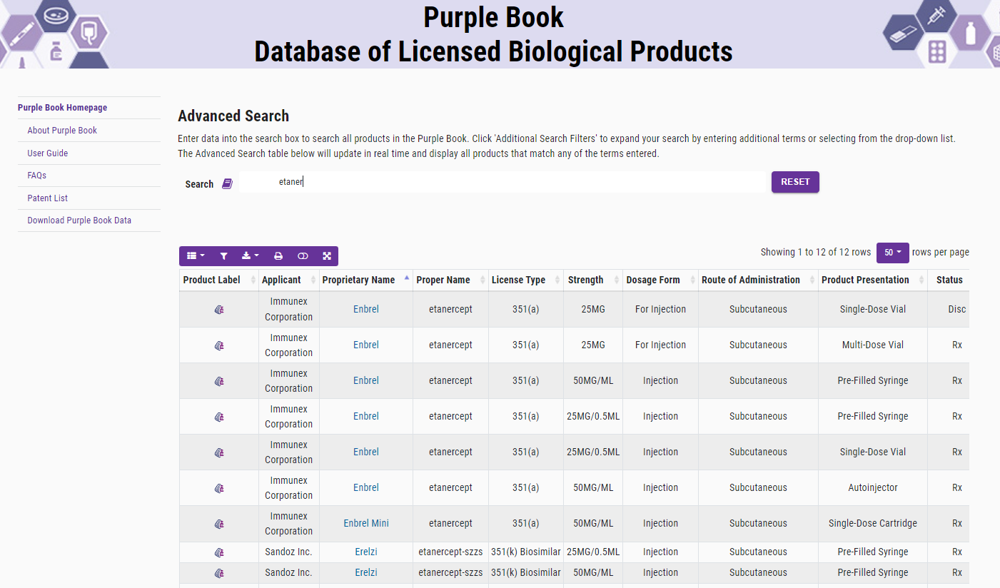 Purple Book
Database of Licensed Biological Products
Purple Book Homepage
About Purple Book
User Guide
FAQs
Patent List
Download Purple Book Data
Advanced Search
Enter data into the search box to search all products in the Purple Book. Click 'Additional Search Filters' to expand your search by entering additional terms or selecting from the drop-down list.
The Advanced Search table below will update in real time and display all products that match any of the terms entered.
Search etaner RESET
Showing 1 to 12 of 12 rows 50 rows per page
Product Label Applicant Proprietary Name Proper Name License Type Strength Dosage Form Route of Administration Product Presentation Status
Immunex Corporation Enbrel etanercept 351(a) 25MG For Injection Subcutaneous Single-Dose Vial Disc
Immunex Corporation Enbrel etanercept 351(a) 25MG For Injection Subcutaneous Multi-Dose Vial Rx
Immunex Corporation Enbrel etanercept 351(a) 50MG/ML Injection Subcutaneous Pre-Filled Syringe Rx
Immunex Corporation Enbrel etanercept 351(a) 25MG/0.5ML Injection Subcutaneous Pre-Filled Syringe Rx
Immunex Corporation Enbrel etanercept 351(a) 25MG/0.5ML Injection Subcutaneous Single-Dose Vial Rx
Immunex Corporation Enbrel etanercept 351(a) 50MG/ML Injection Subcutaneous Autoinjector Rx
Immunex Corporation Enbrel Mini etanercept 351(a) 50MG/ML Injection Subcutaneous Single-Dose Cartridge Rx
Sandoz Inc. Erelzi etanercept-szzs 351(k) Biosimilar 25MG/0.5ML Injection Subcutaneous Pre-Filled Syringe Rx
Sandoz Inc. Erelzi etanercept-szzs 351(k) Biosimilar 50MG/ML Injection Subcutaneous Pre-Filled Syringe Rx